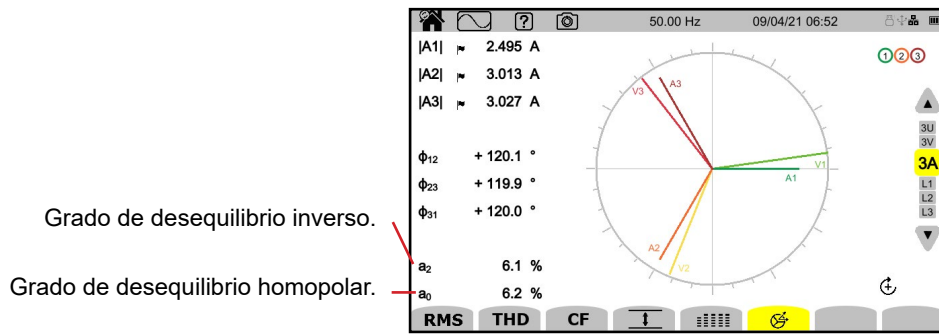 50.00 Hz 09/04/21 06:52
|A1| 2.495 A
|A2| 3.013 A
|A3| 3.027 A
ϕ12 + 120.1 °
ϕ23 + 119.9 °
ϕ31 + 120.0 °
a2 6.1 %
a0 6.2 %
Grado de desequilibrio inverso.
Grado de desequilibrio homopolar.
V3
A3
V1
A1
A2
V2
1 2 3
3U
3V
3A
L1
L2
L3
RMS THD CF